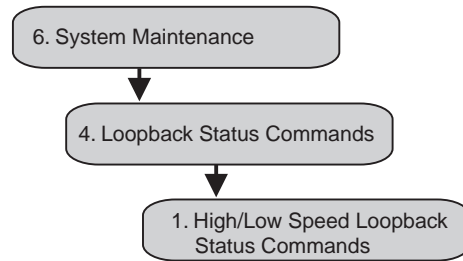 6. System Maintenance
4. Loopback Status Commands
1. High/Low Speed Loopback
Status Commands